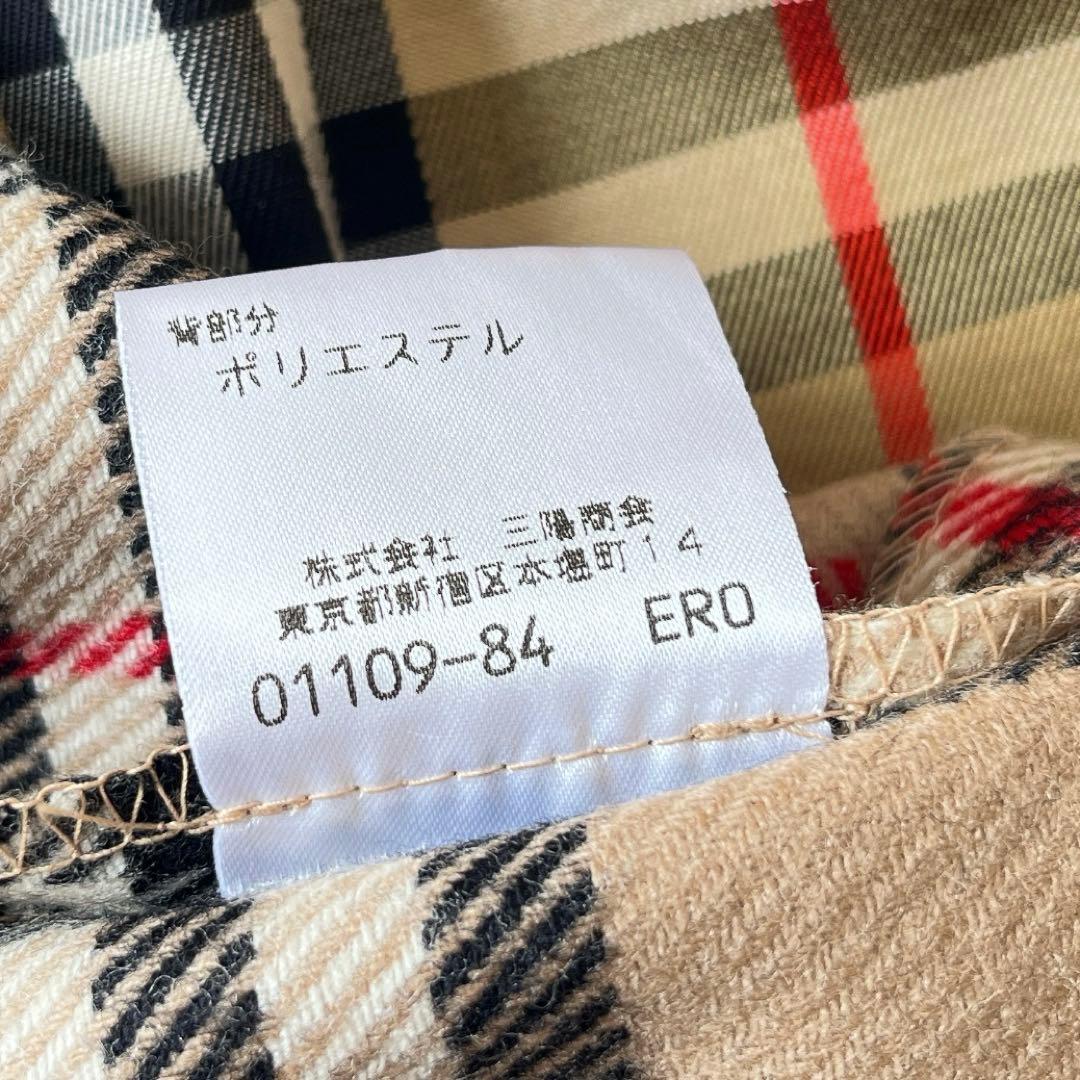 背部分
ポリエステル
株式会社 三陽商会
東京都新宿区本塩町14
01109-84 ERO